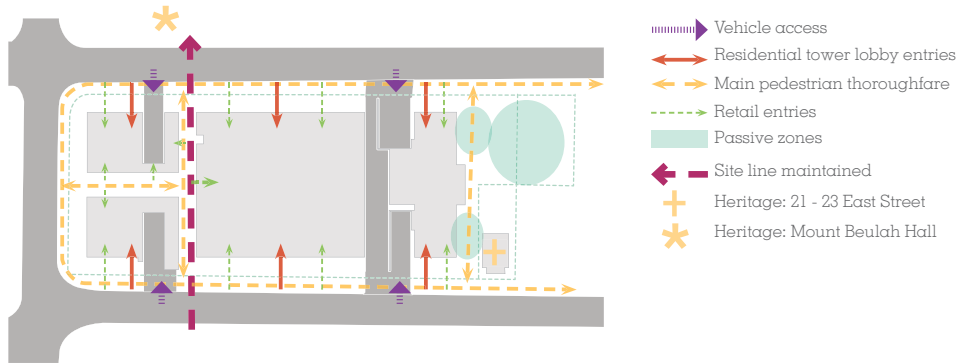 Vehicle access
Residential tower lobby entries
Main pedestrian thoroughfare
Retail entries
Passive zones
Site line maintained
Heritage: 21 - 23 East Street
Heritage: Mount Beulah Hall